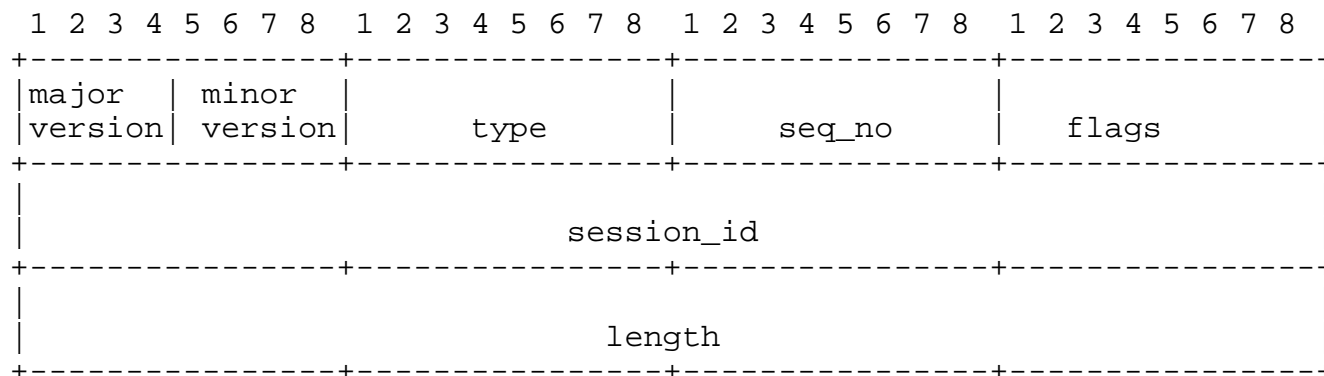 1 2 3 4 5 6 7 8 1 2 3 4 5 6 7 8 1 2 3 4 5 6 7 8 1 2 3 4 5 6 7 8
+----------------+----------------+----------------+----------------
|major | minor | | |
|version| version| type | seq_no | flags
+----------------+----------------+----------------+----------------
|
| session_id
+----------------+----------------+----------------+----------------
|
| length
+----------------+----------------+----------------+----------------